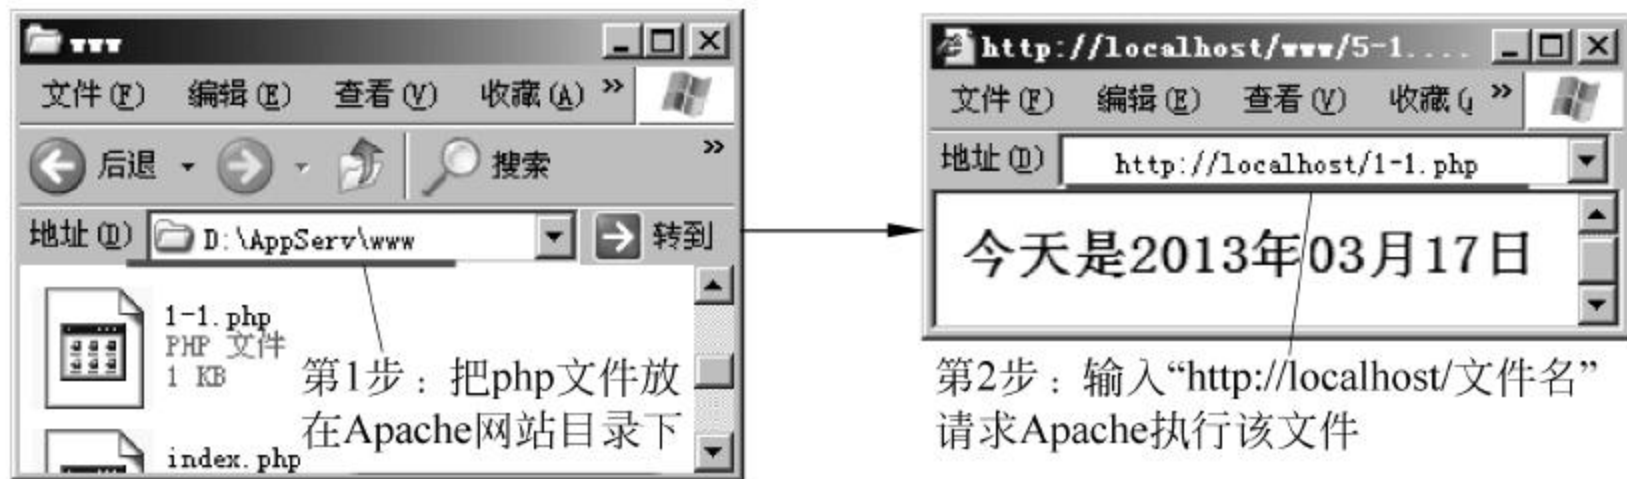 www
文件(F) 编辑(E) 查看(V) 收藏(A) »
后退 搜索 »
地址(D) D:\AppServ\www 转到
1-1.php
PHP 文件
1 KB
index.php
第1步：把php文件放
在Apache网站目录下
http://localhost/www/5-1....
文件(F) 编辑(E) 查看(V) 收藏( »
地址(D) http://localhost/1-1.php
今天是2013年03月17日
第2步：输入“http://localhost/文件名”
请求Apache执行该文件